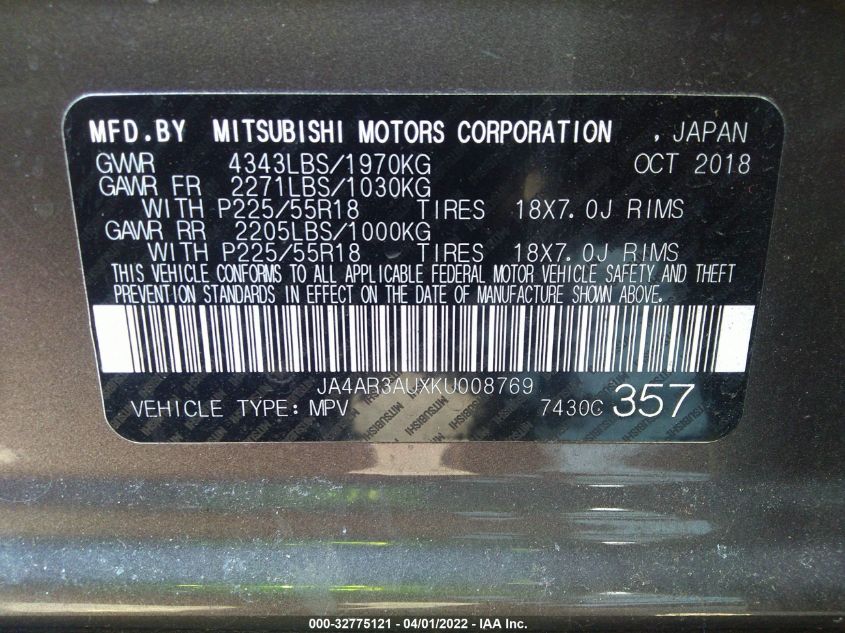 MFD.BY MITSUBISHI MOTORS CORPORATION , JAPAN
GVWR 4343LBS/1970KG OCT 2018
GAWR FR 2271LBS/1030KG
WITH P225/55R18 TIRES 18X7.0J RIMS
GAWR RR 2205LBS/1000KG
WITH P225/55R18 TIRES 18X7.0J RIMS
THIS VEHICLE CONFORMS TO ALL APPLICABLE FEDERAL MOTOR VEHICLE SAFETY AND THEFT
PREVENTION STANDARDS IN EFFECT ON THE DATE OF MANUFACTURE SHOWN ABOVE.
JA4AR3AUXKU008769
VEHICLE TYPE: MPV 7430C 357
000-32775121 - 04/01/2022 - IAA Inc.